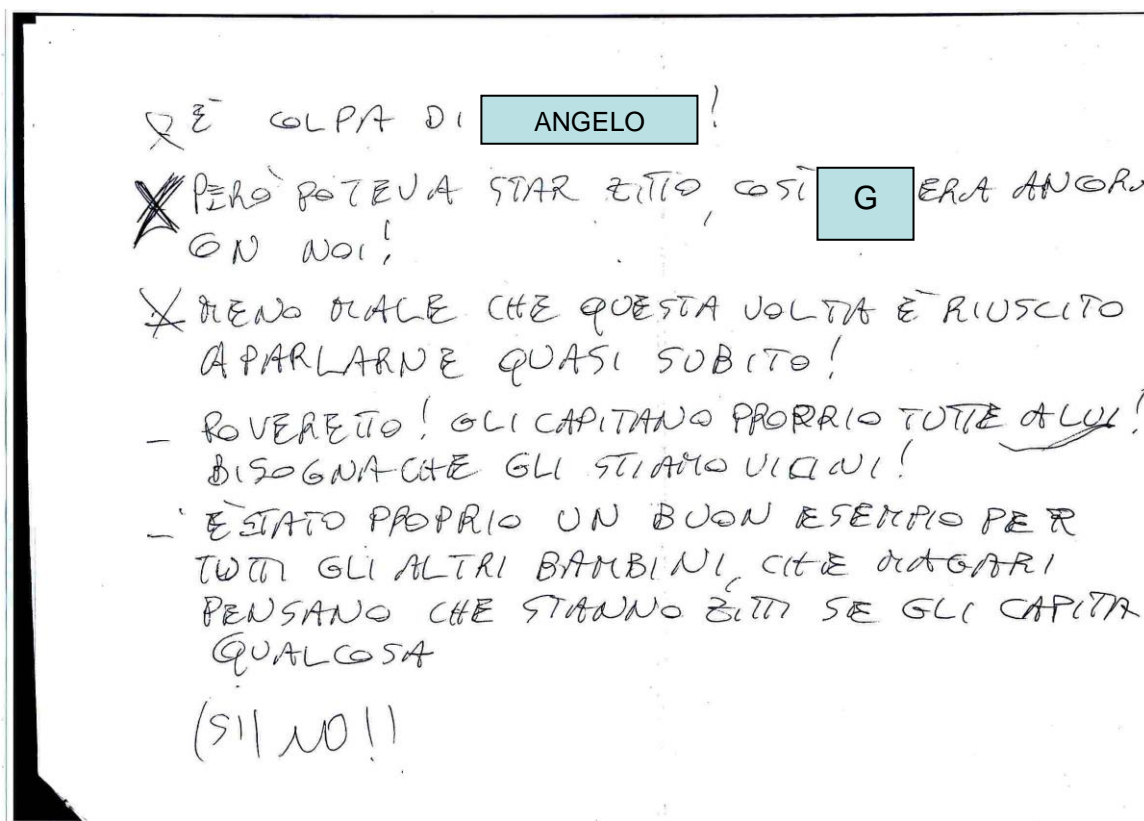 È COLPA DI ANGELO !
PERÒ POTEVA STAR ZITTO, COSÌ G ERA ANCORA
CON NOI!
MENO MALE CHE QUESTA VOLTA È RIUSCITO
A PARLARNE QUASI SUBITO!
- POVERETTO! GLI CAPITANO PROPRIO TUTTE A LUI!
BISOGNA CHE GLI STIAMO VICINI!
- È STATO PROPRIO UN BUON ESEMPIO PER
TUTTI GLI ALTRI BAMBINI, CHE MAGARI
PENSANO CHE STANNO ZITTI SE GLI CAPITA
QUALCOSA
(SI| NO!)